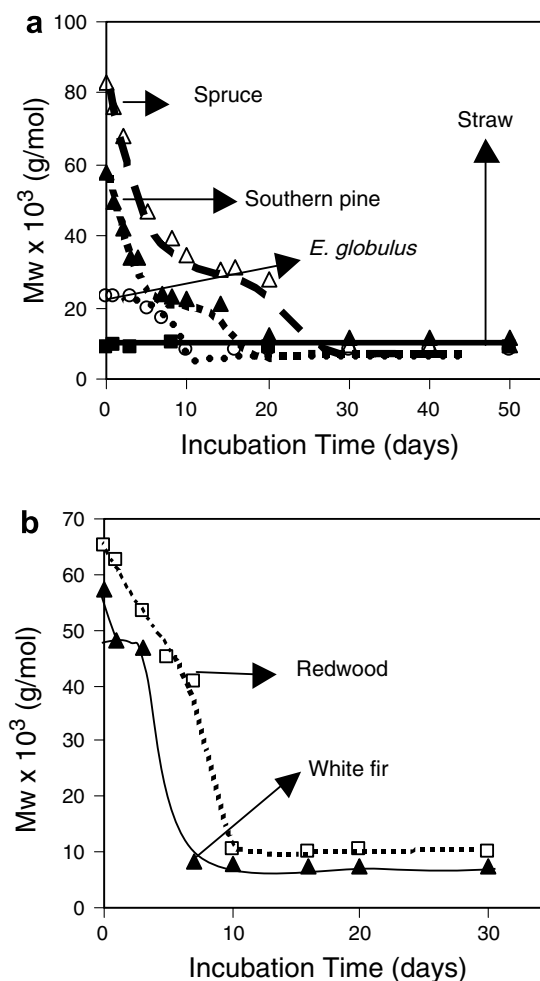 a
100
80
60
40
20
0
Mw x 10³ (g/mol)
Spruce
Southern pine
E. globulus
Straw
0 10 20 30 40 50
Incubation Time (days)
b
70
60
50
40
30
20
10
0
Mw x 10³ (g/mol)
Redwood
White fir
0 10 20 30
Incubation Time (days)